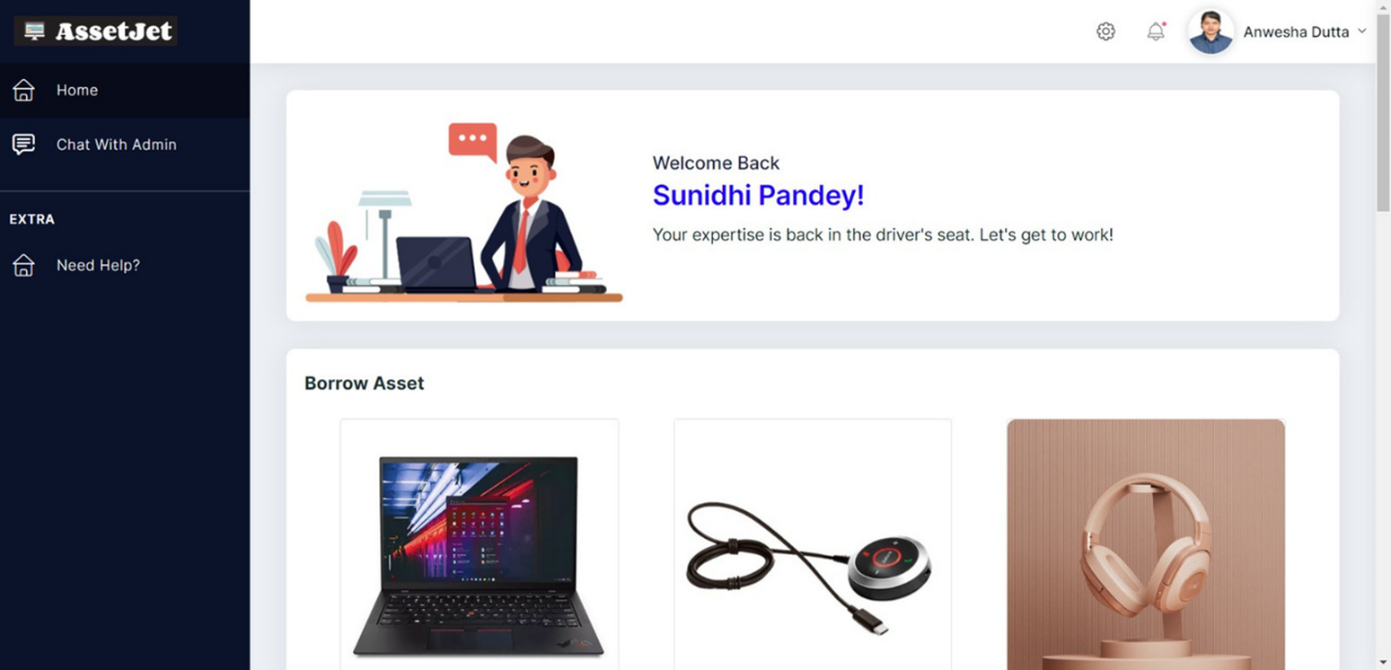 AssetJet
Anwesha Dutta
Home
Chat With Admin
EXTRA
Need Help?
Welcome Back
Sunidhi Pandey!
Your expertise is back in the driver's seat. Let's get to work!
Borrow Asset